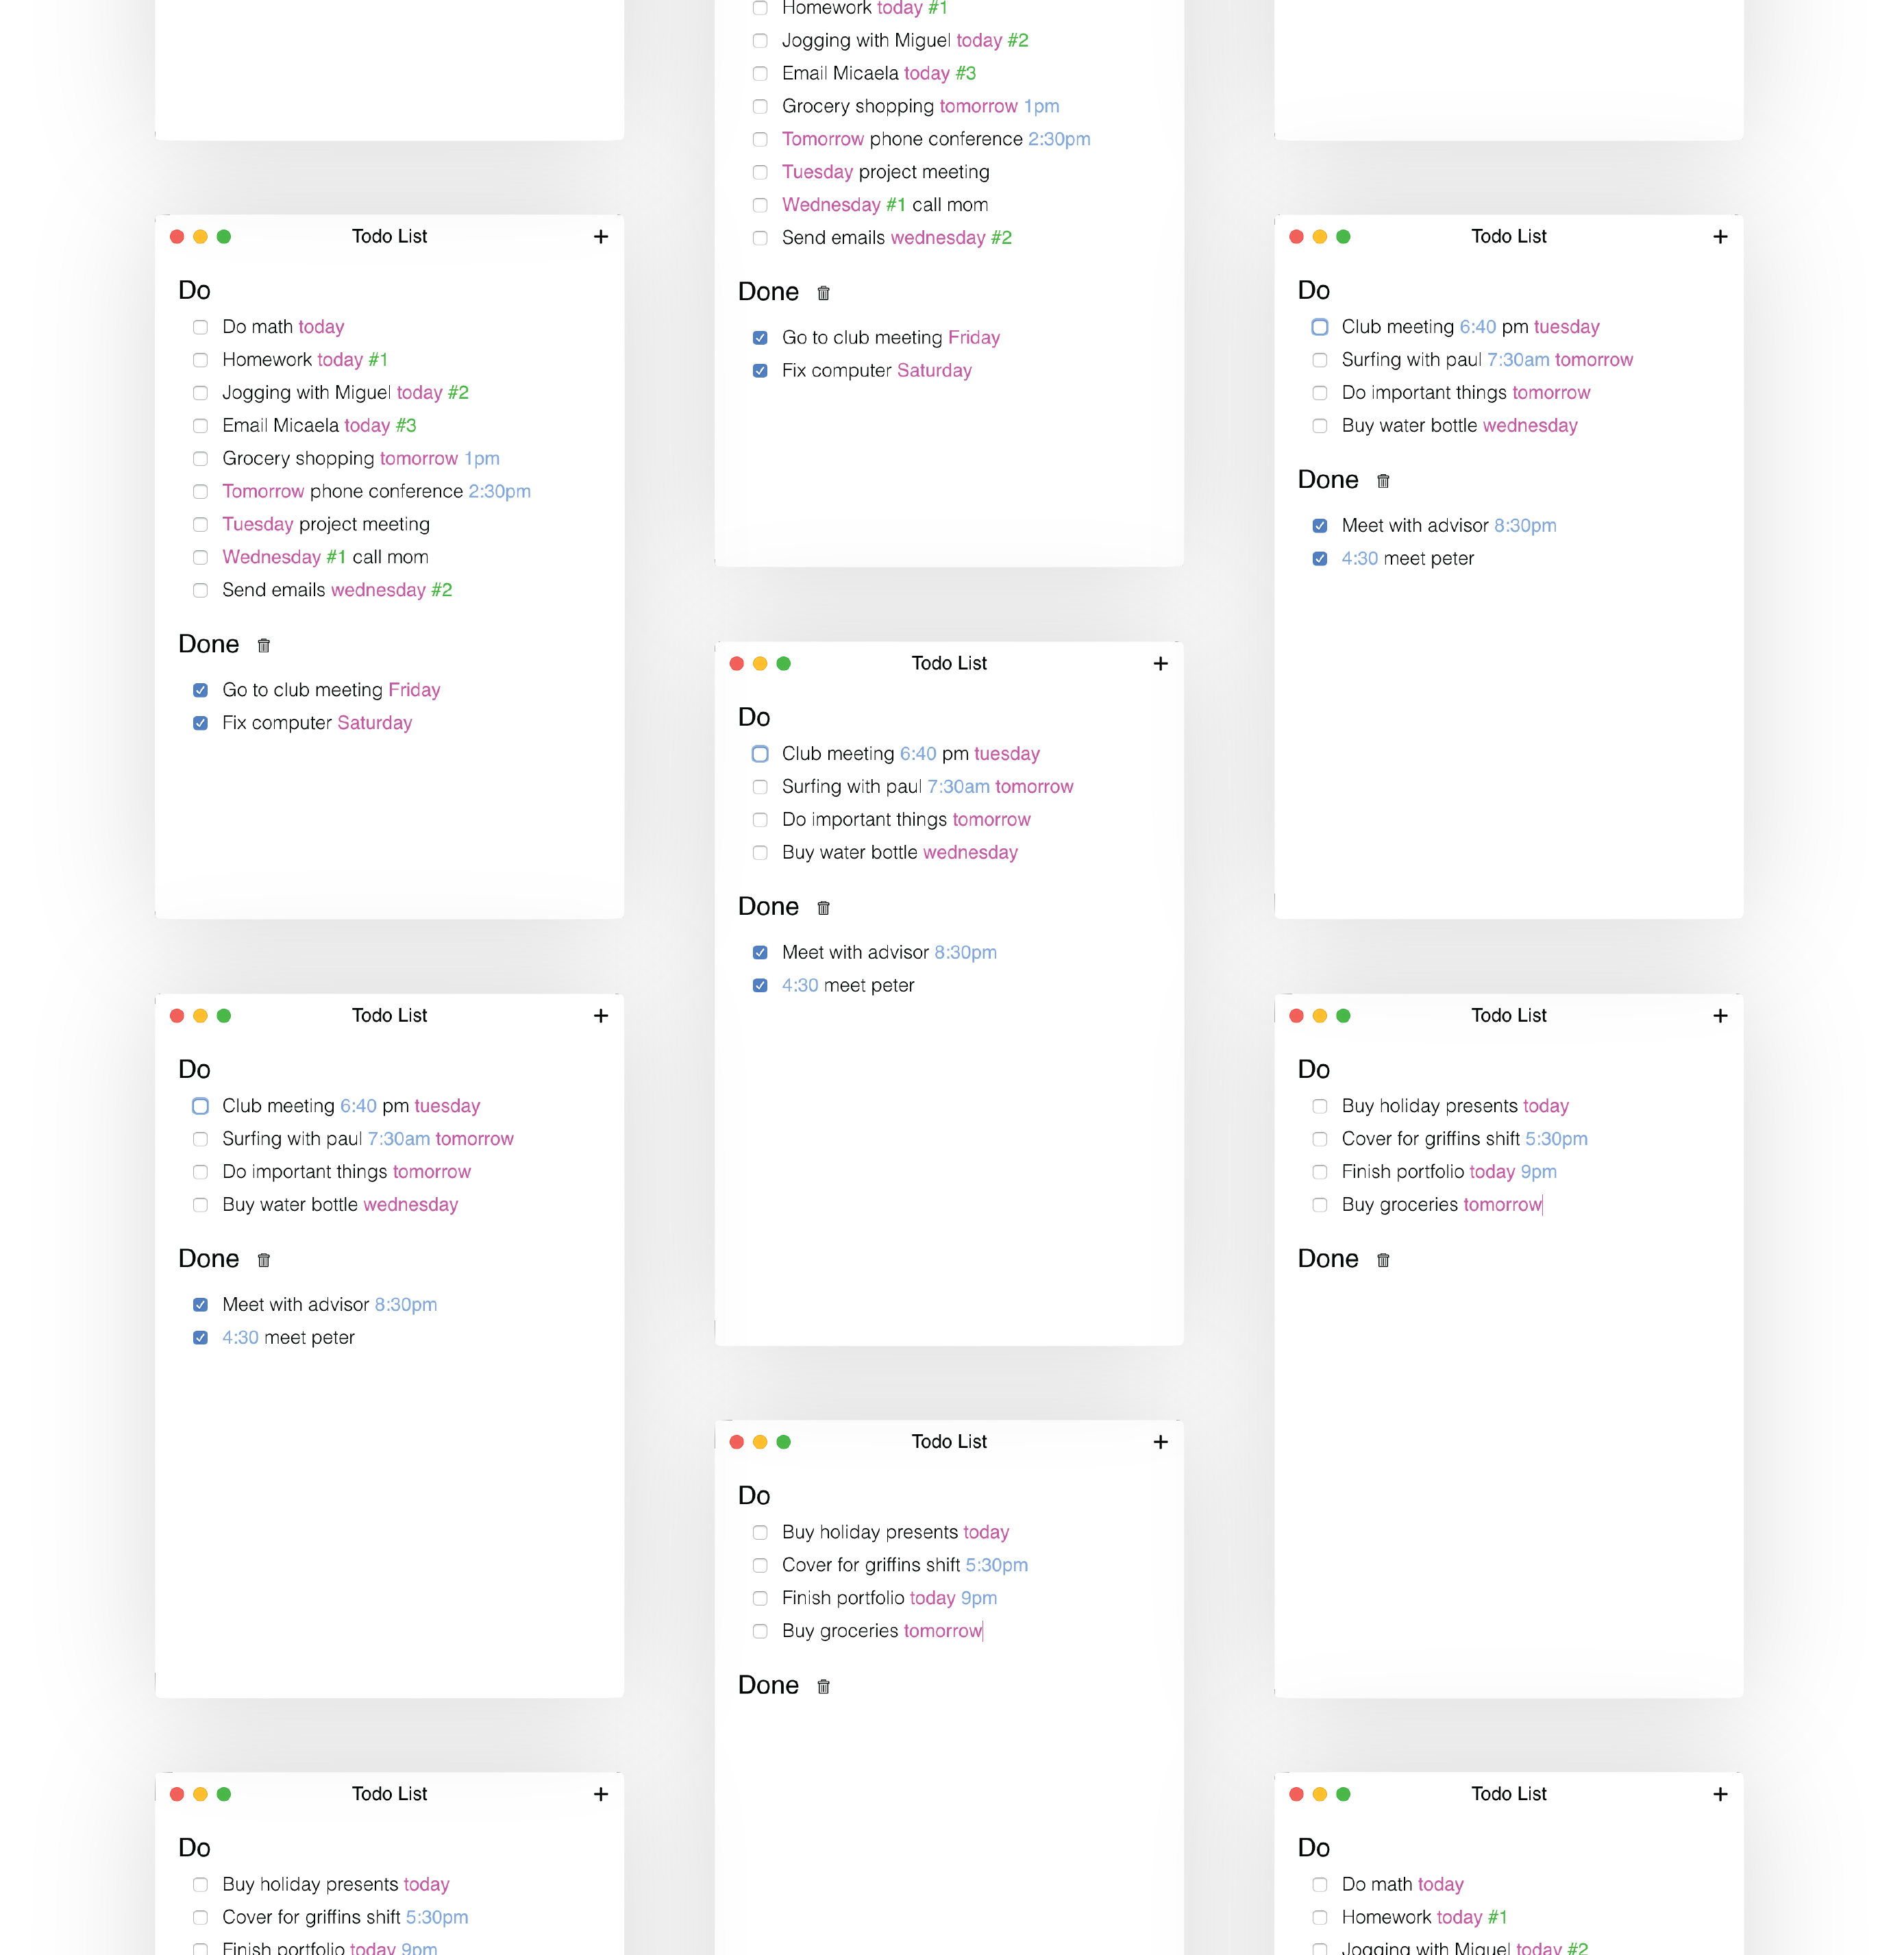 Todo List +
Do
Do math today
Homework today #1
Jogging with Miguel today #2
Email Micaela today #3
Grocery shopping tomorrow 1pm
Tomorrow phone conference 2:30pm
Tuesday project meeting
Wednesday #1 call mom
Send emails wednesday #2
Done
Go to club meeting Friday
Fix computer Saturday
Todo List +
Do
Club meeting 6:40 pm tuesday
Surfing with paul 7:30am tomorrow
Do important things tomorrow
Buy water bottle wednesday
Done
Meet with advisor 8:30pm
4:30 meet peter
Todo List +
Do
Buy holiday presents today
Cover for griffins shift 5:30pm
Finish portfolio today 9pm
Homework today #1
Jogging with Miguel today #2
Email Micaela today #3
Grocery shopping tomorrow 1pm
Tomorrow phone conference 2:30pm
Tuesday project meeting
Wednesday #1 call mom
Send emails wednesday #2
Done
Go to club meeting Friday
Fix computer Saturday
Todo List +
Do
Club meeting 6:40 pm tuesday
Surfing with paul 7:30am tomorrow
Do important things tomorrow
Buy water bottle wednesday
Done
Meet with advisor 8:30pm
4:30 meet peter
Todo List +
Do
Buy holiday presents today
Cover for griffins shift 5:30pm
Finish portfolio today 9pm
Buy groceries tomorrow
Done
Todo List +
Do
Club meeting 6:40 pm tuesday
Surfing with paul 7:30am tomorrow
Do important things tomorrow
Buy water bottle wednesday
Done
Meet with advisor 8:30pm
4:30 meet peter
Todo List +
Do
Buy holiday presents today
Cover for griffins shift 5:30pm
Finish portfolio today 9pm
Buy groceries tomorrow
Done
Todo List +
Do
Do math today
Homework today #1
Jogging with Miguel today #2